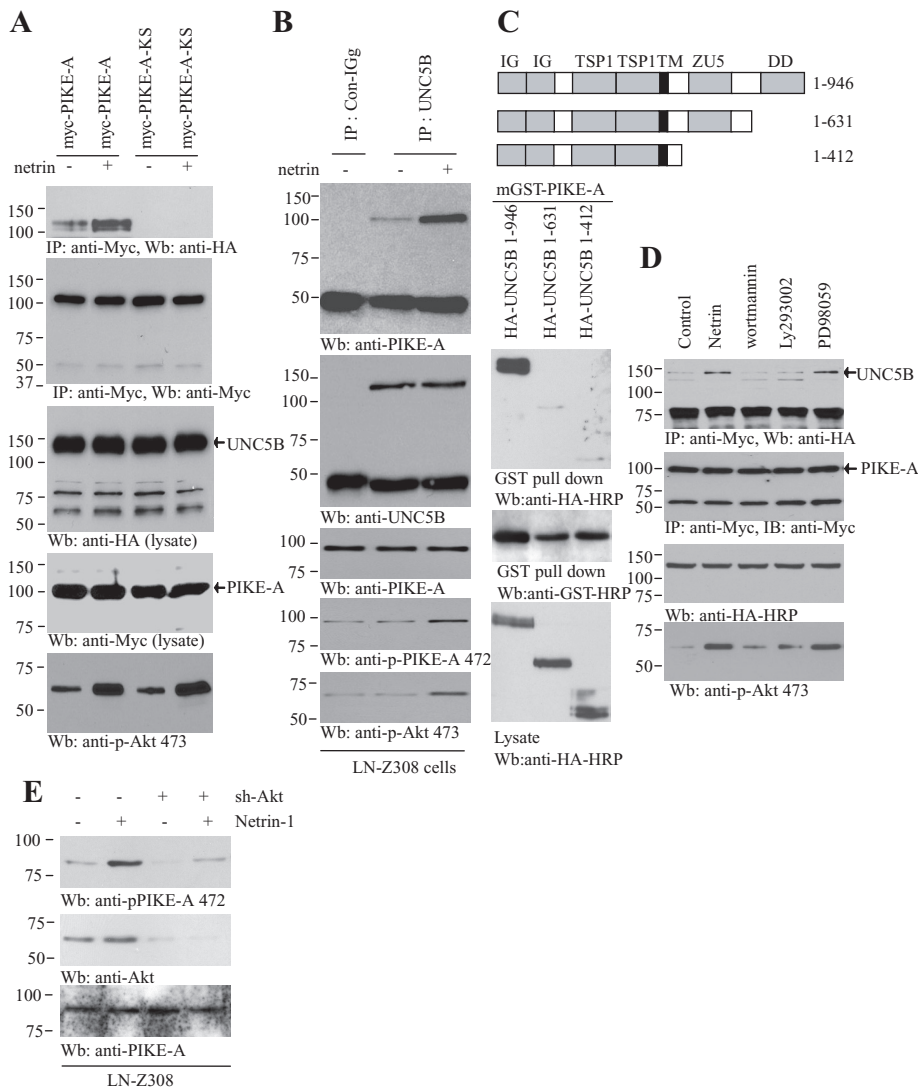 A
myc-PIKE-A
myc-PIKE-A
myc-PIKE-A-KS
myc-PIKE-A-KS
netrin - + - +
150
100
IP: anti-Myc, Wb: anti-HA
150
100
75
50
37
IP: anti-Myc, Wb: anti-Myc
150
100
75
50
UNC5B
Wb: anti-HA (lysate)
150
100
75
PIKE-A
Wb: anti-Myc (lysate)
75
50
Wb: anti-p-Akt 473
B
IP : Con-IGg
IP : UNC5B
netrin - - +
150
100
75
50
Wb: anti-PIKE-A
150
100
75
50
Wb: anti-UNC5B
100
75
Wb: anti-PIKE-A
100
75
Wb: anti-p-PIKE-A 472
75
50
Wb: anti-p-Akt 473
LN-Z308 cells
C
IG IG TSP1 TSP1TM ZU5 DD
1-946
1-631
1-412
mGST-PIKE-A
HA-UNC5B 1-946
HA-UNC5B 1-631
HA-UNC5B 1-412
GST pull down
Wb:anti-HA-HRP
GST pull down
Wb:anti-GST-HRP
Lysate
Wb:anti-HA-HRP
D
Control
Netrin
wortmannin
Ly293002
PD98059
150
100
75
UNC5B
IP: anti-Myc, Wb: anti-HA
100
75
50
PIKE-A
IP: anti-Myc, IB: anti-Myc
150
100
75
Wb: anti-HA-HRP
75
50
Wb: anti-p-Akt 473
E
- - + + sh-Akt
- + - + Netrin-1
100
75
Wb: anti-pPIKE-A 472
75
50
Wb: anti-Akt
100
75
Wb: anti-PIKE-A
LN-Z308